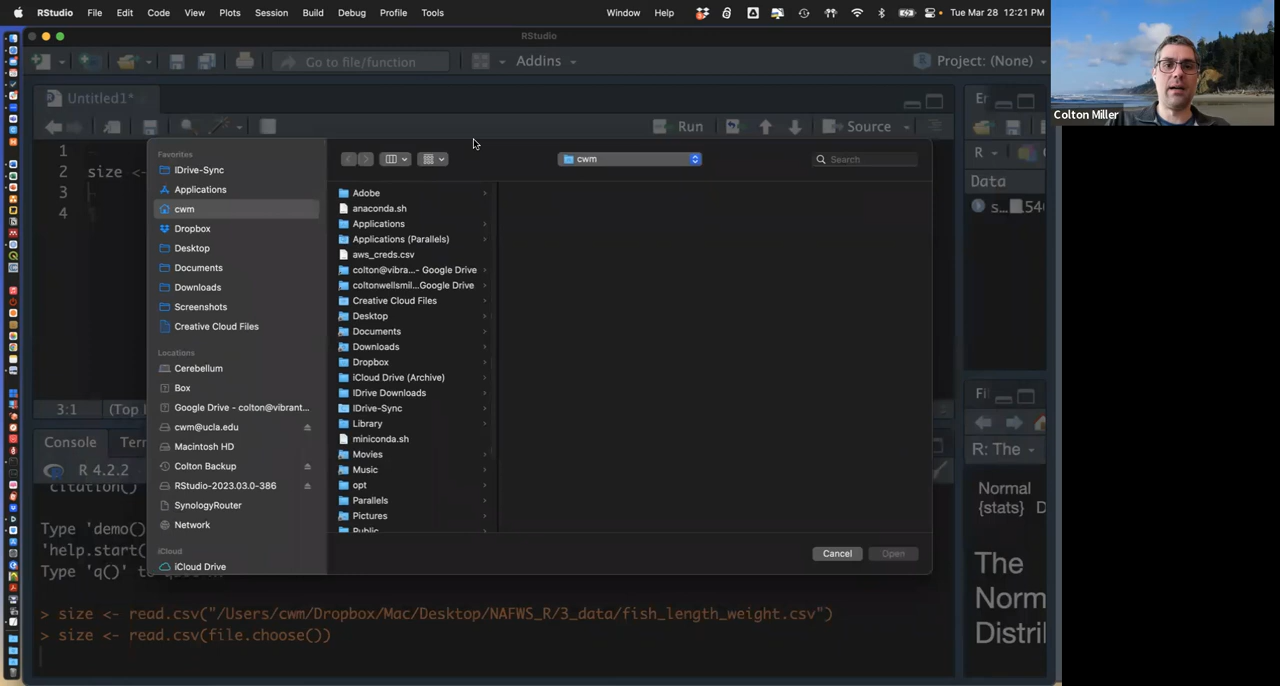 RStudio File Edit Code View Plots Session Build Debug Profile Tools Window Help Tue Mar 28 12:21 PM
RStudio
Go to file/function Addins Project: (None)
Untitled1*
Run Source
1
2 size <-
3
4
3:1 (Top
Favorites
IDrive-Sync
Applications
cwm
Dropbox
Desktop
Documents
Downloads
Screenshots
Creative Cloud Files
Locations
Cerebellum
Box
Google Drive - colton@vibrant...
cwm@ucla.edu
Macintosh HD
Colton Backup
RStudio-2023.03.0-386
SynologyRouter
Network
iCloud
iCloud Drive
cwm
Search
Adobe
anaconda.sh
Applications
Applications (Parallels)
aws_creds.csv
colton@vibra...- Google Drive
coltonwellsmil...Google Drive
Creative Cloud Files
Desktop
Documents
Downloads
Dropbox
iCloud Drive (Archive)
IDrive Downloads
IDrive-Sync
Library
miniconda.sh
Movies
Music
opt
Parallels
Pictures
Public
Cancel Open
Console Ter
R 4.2.2
citation()
Type 'demo()
'help.start(
Type 'q()' to
> size <- read.csv("/Users/cwm/Dropbox/Mac/Desktop/NAFWS_R/3_data/fish_length_weight.csv")
> size <- read.csv(file.choose())
R
Data
s...
R: The
Normal
{stats} D
The
Norm
Distri
Colton Miller